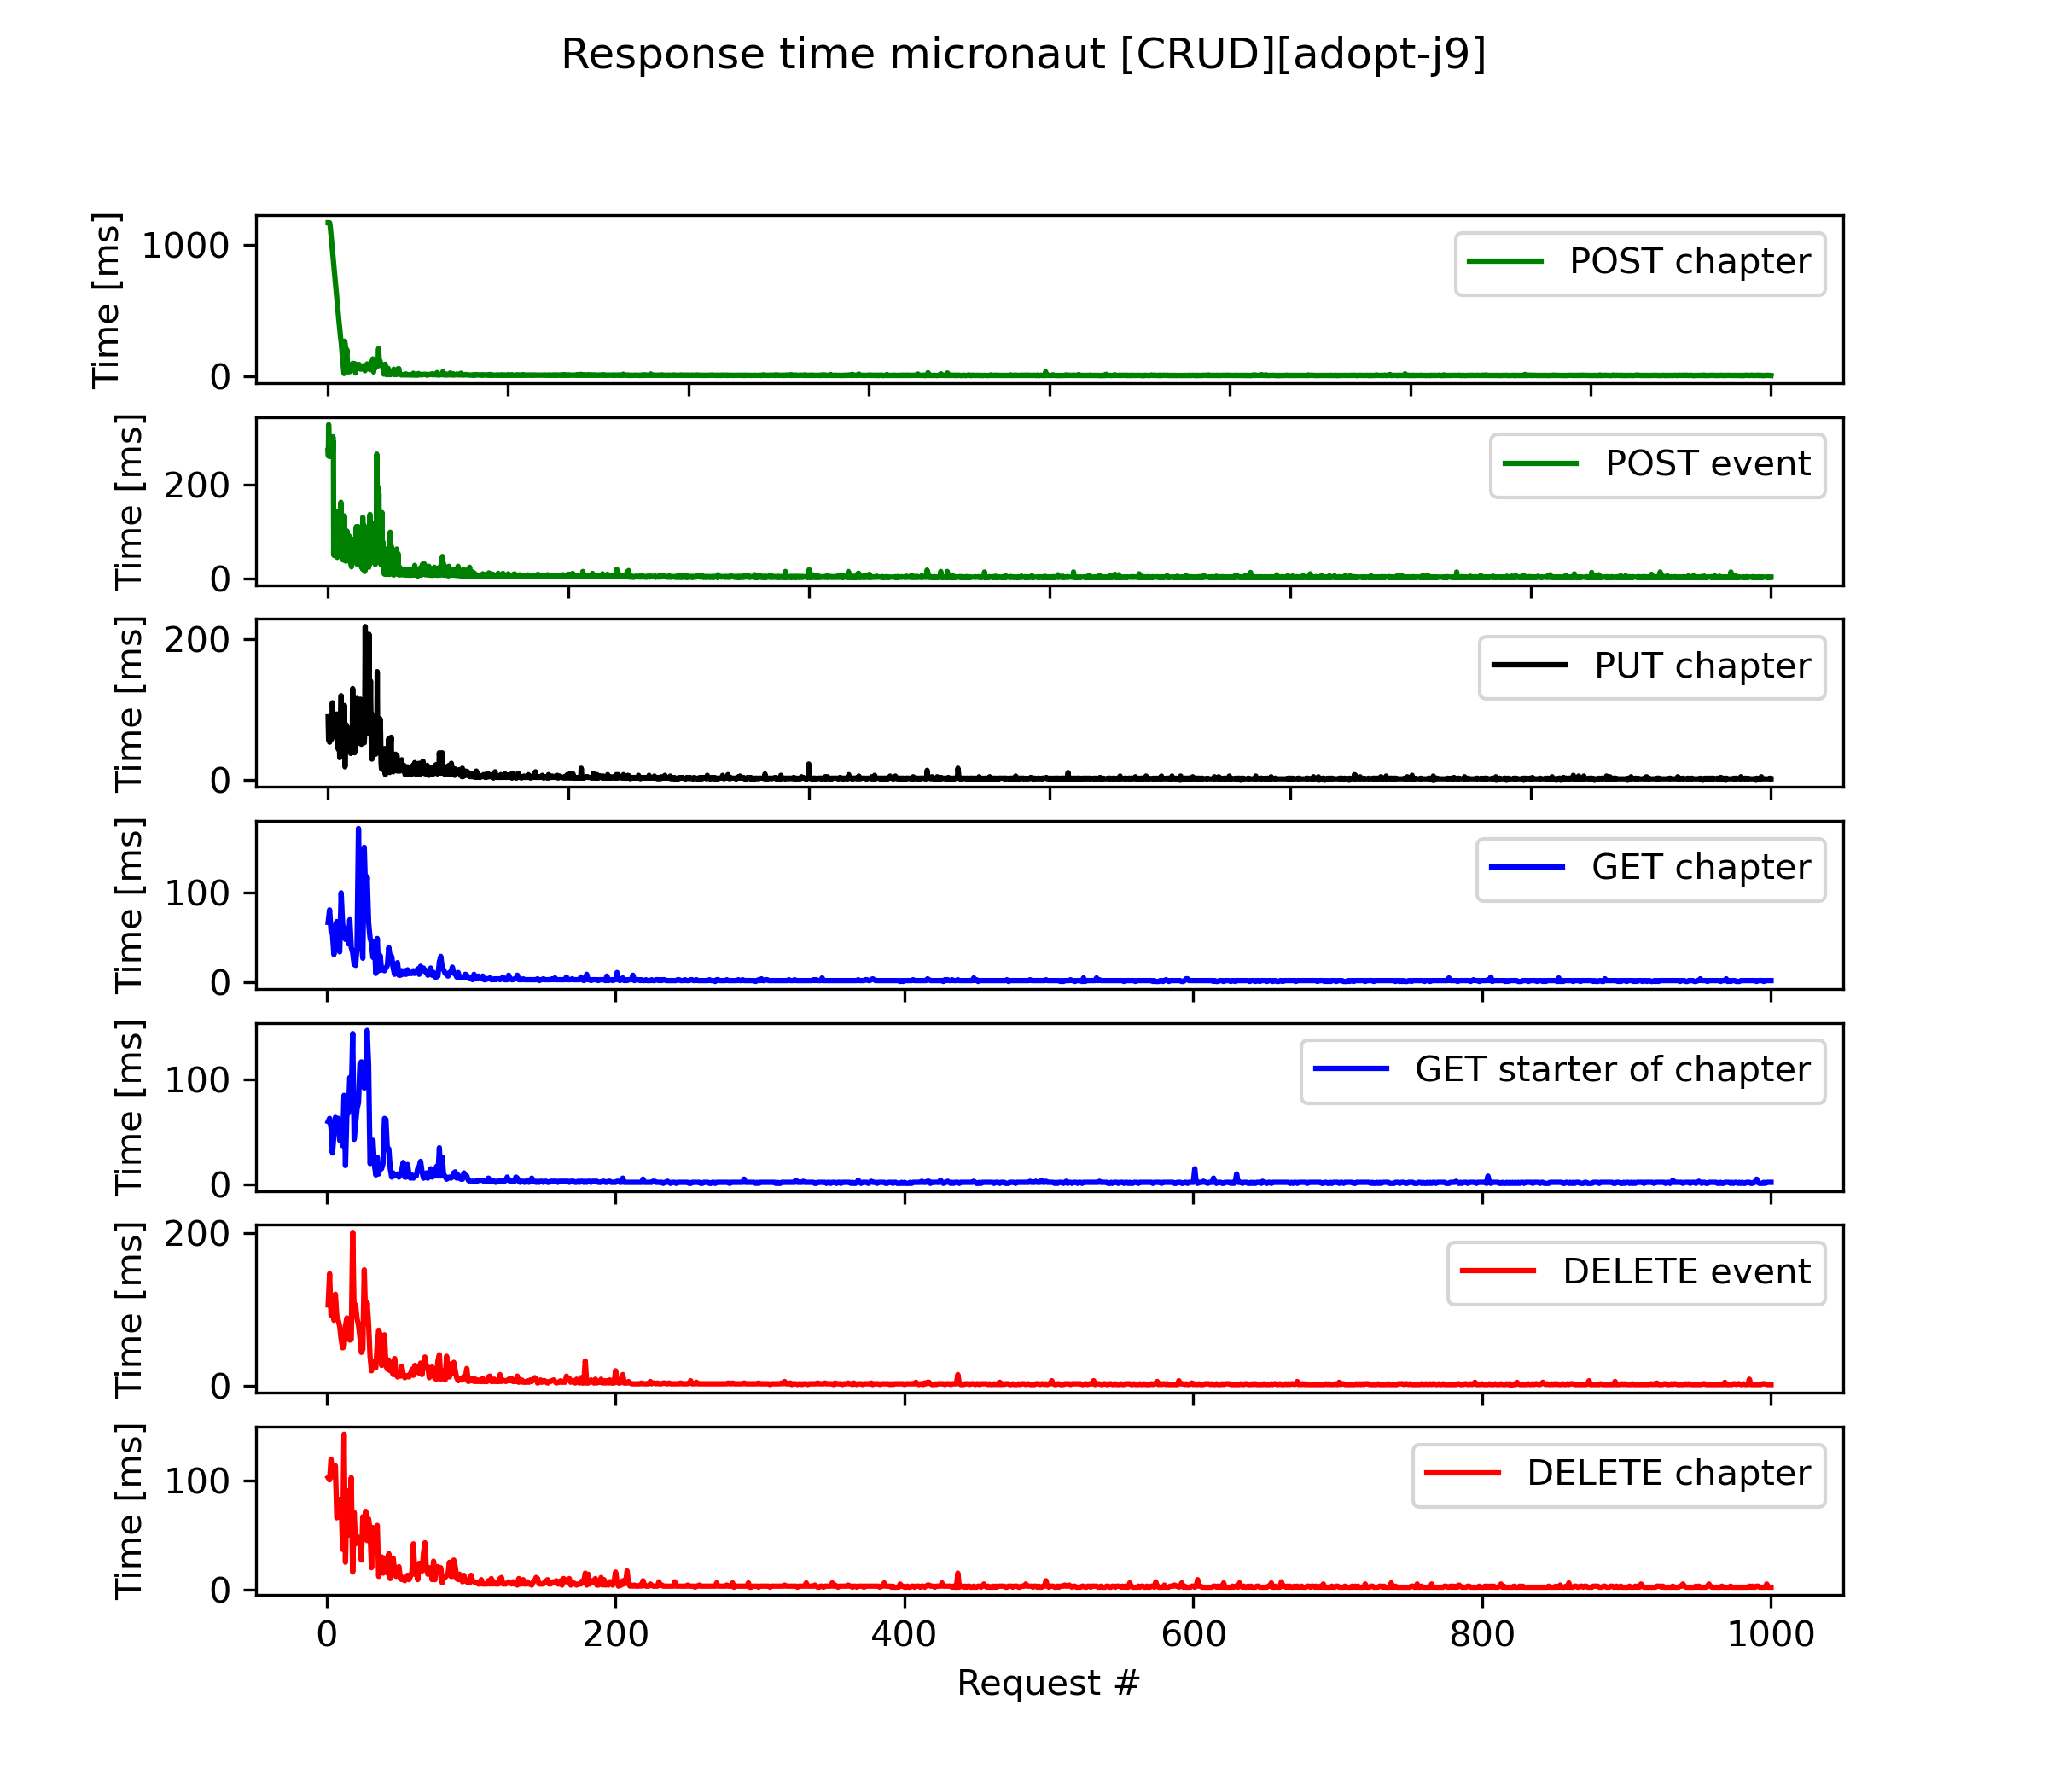 Response time micronaut [CRUD][adopt-j9]
Time [ms]
1000
0
POST chapter
Time [ms]
200
0
POST event
Time [ms]
200
0
PUT chapter
Time [ms]
100
0
GET chapter
Time [ms]
100
0
GET starter of chapter
Time [ms]
200
0
DELETE event
Time [ms]
100
0
DELETE chapter
0 200 400 600 800 1000
Request #